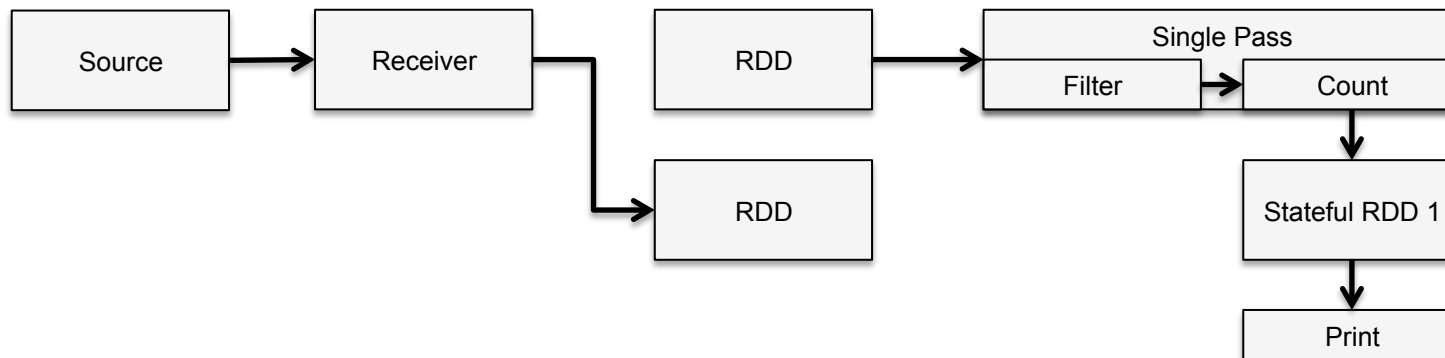 Source
Receiver
RDD
Single Pass
Filter
Count
RDD
Stateful RDD 1
Print